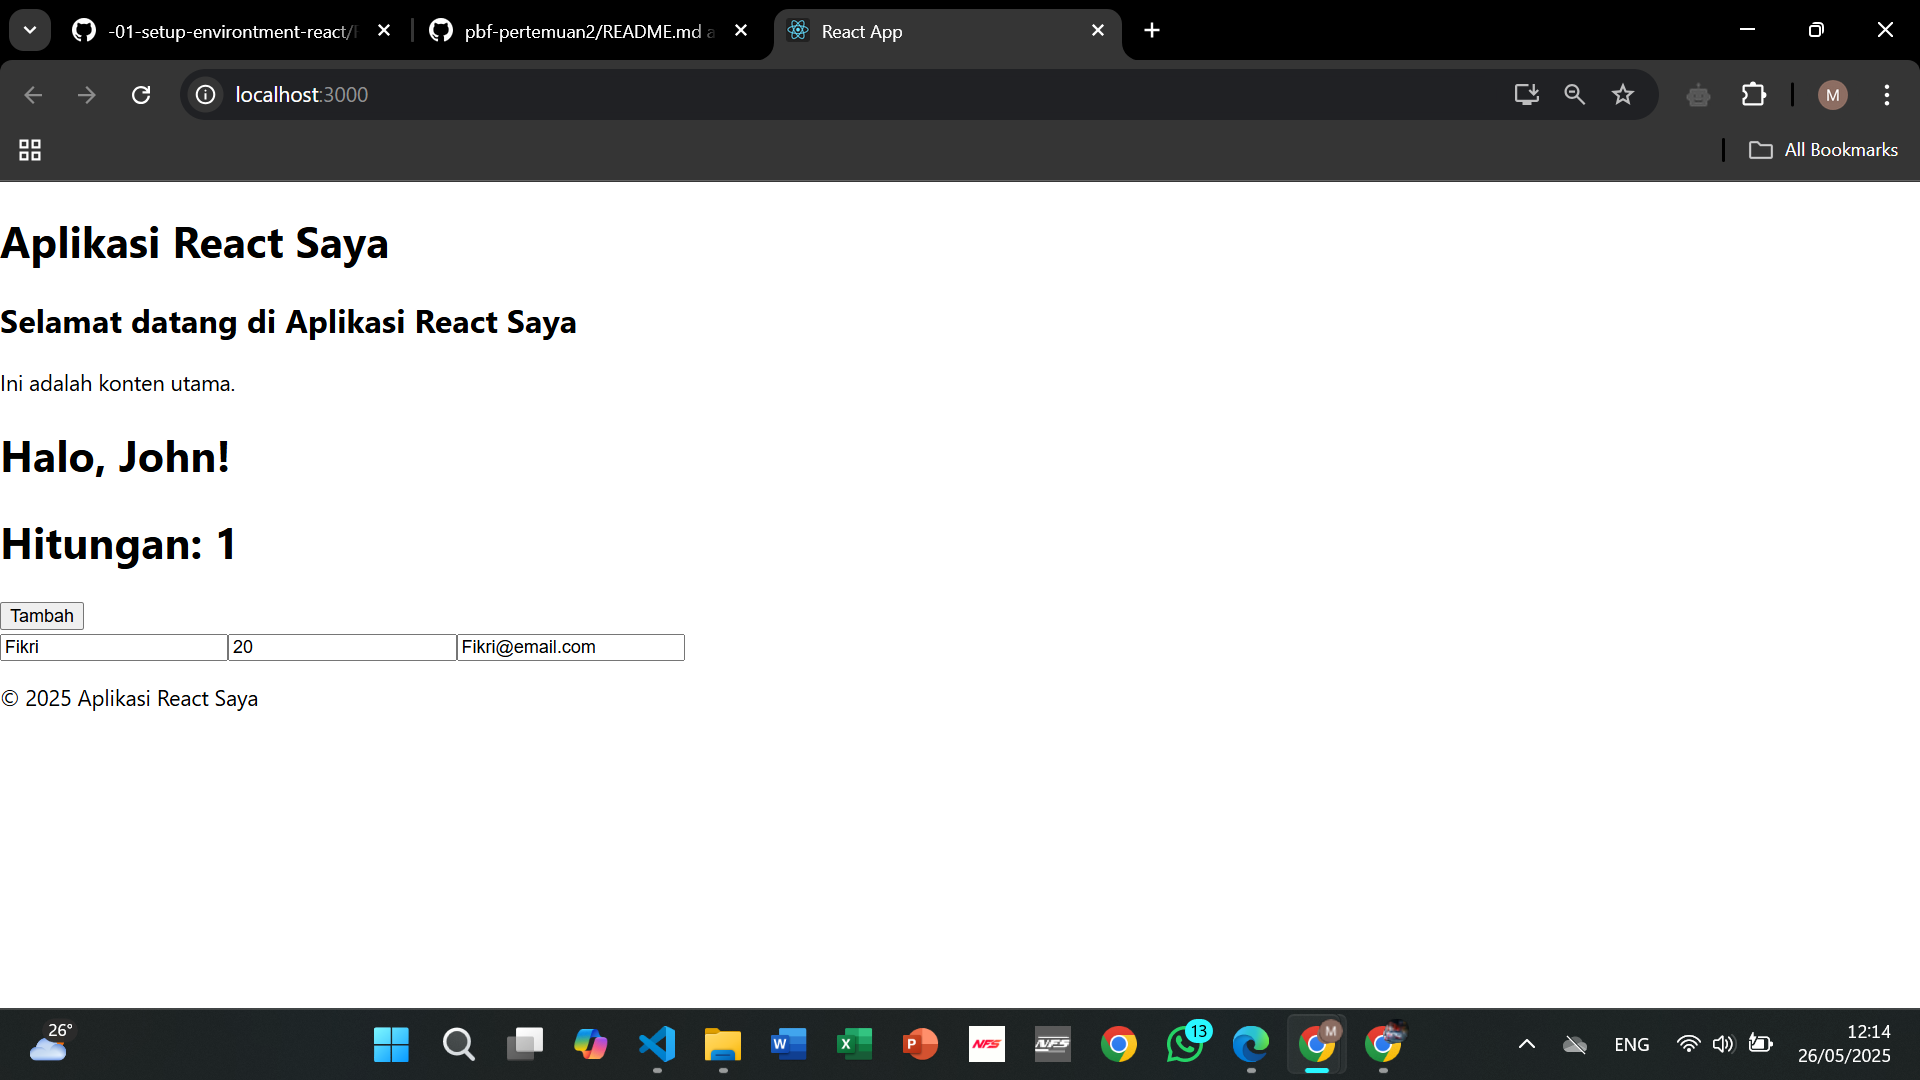 -01-setup-environtment-react/
pbf-pertemuan2/README.md a
React App
localhost:3000
M
All Bookmarks
Aplikasi React Saya
Selamat datang di Aplikasi React Saya
Ini adalah konten utama.
Halo, John!
Hitungan: 1
Tambah
Fikri
20
Fikri@email.com
© 2025 Aplikasi React Saya
26°
W
X
P
NFS
NFS
13
M
ENG
12:14
26/05/2025